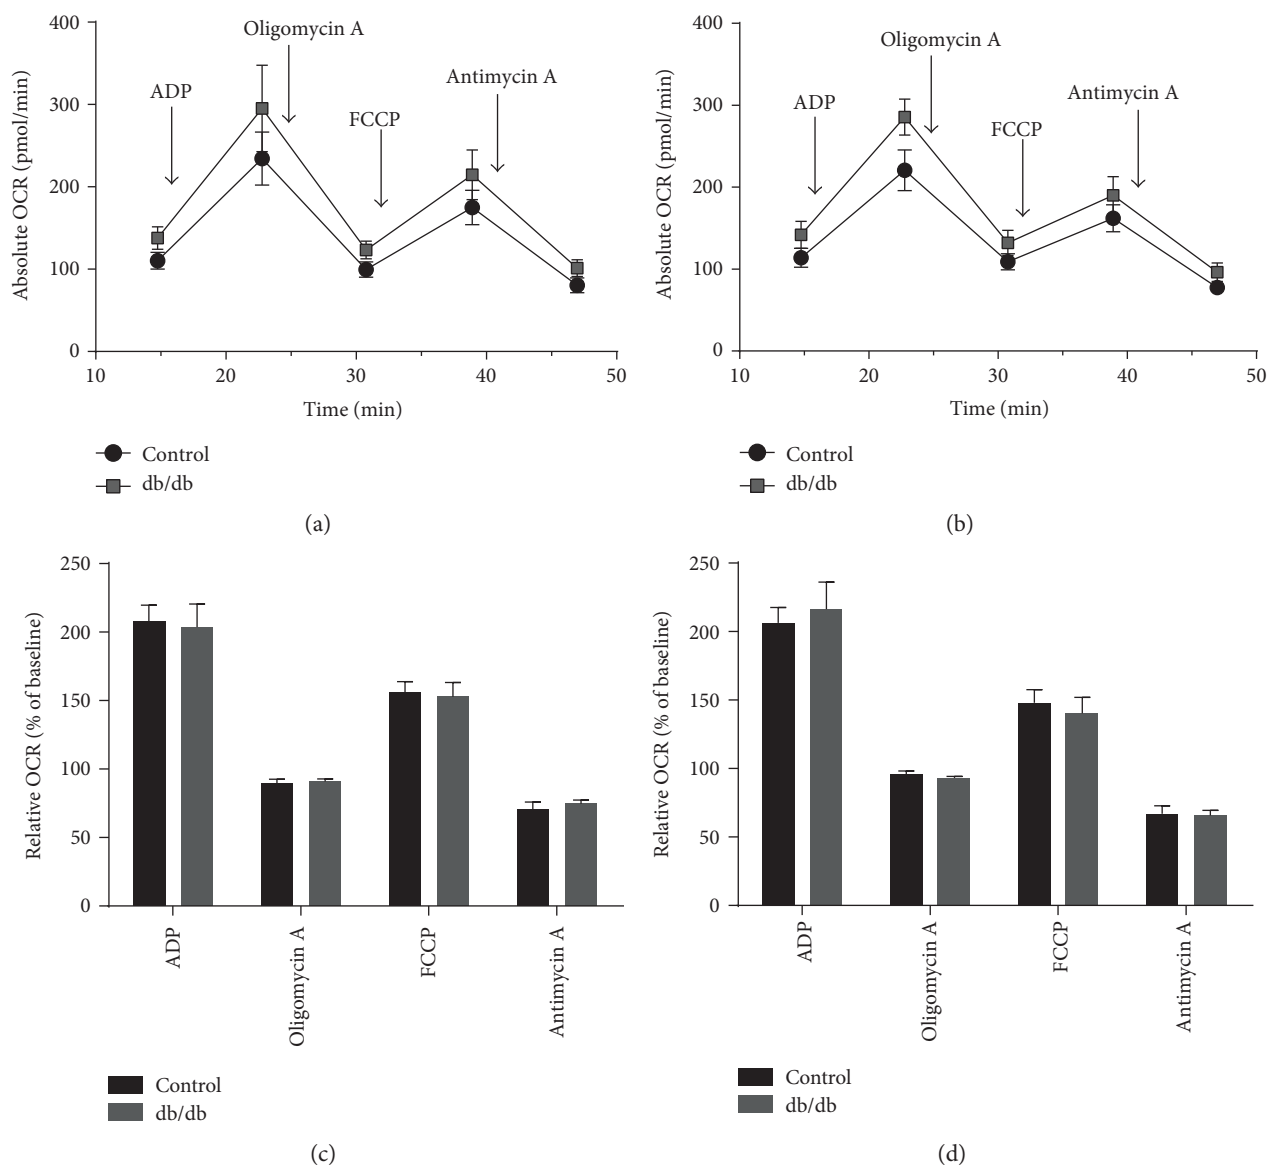 400
300
200
100
0
Absolute OCR (pmol/min)
ADP
Oligomycin A
FCCP
Antimycin A
10 20 30 40 50
Time (min)
Control
db/db
(a)
400
300
200
100
0
Absolute OCR (pmol/min)
ADP
Oligomycin A
FCCP
Antimycin A
10 20 30 40 50
Time (min)
Control
db/db
(b)
250
200
150
100
50
0
Relative OCR (% of baseline)
ADP
Oligomycin A
FCCP
Antimycin A
Control
db/db
(c)
250
200
150
100
50
0
Relative OCR (% of baseline)
ADP
Oligomycin A
FCCP
Antimycin A
Control
db/db
(d)